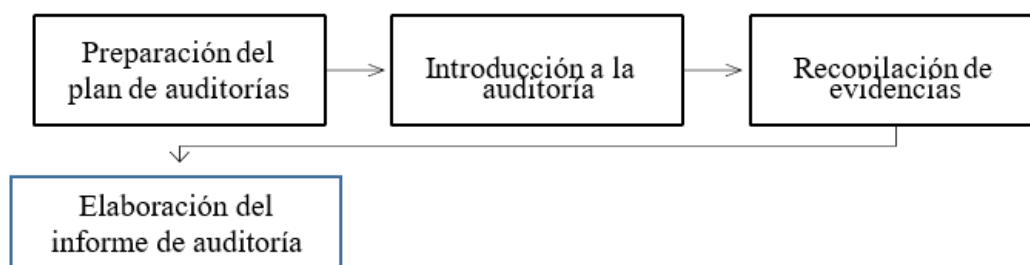 Preparación del
plan de auditorías
Introducción a la
auditoría
Recopilación de
evidencias
Elaboración del
informe de auditoría